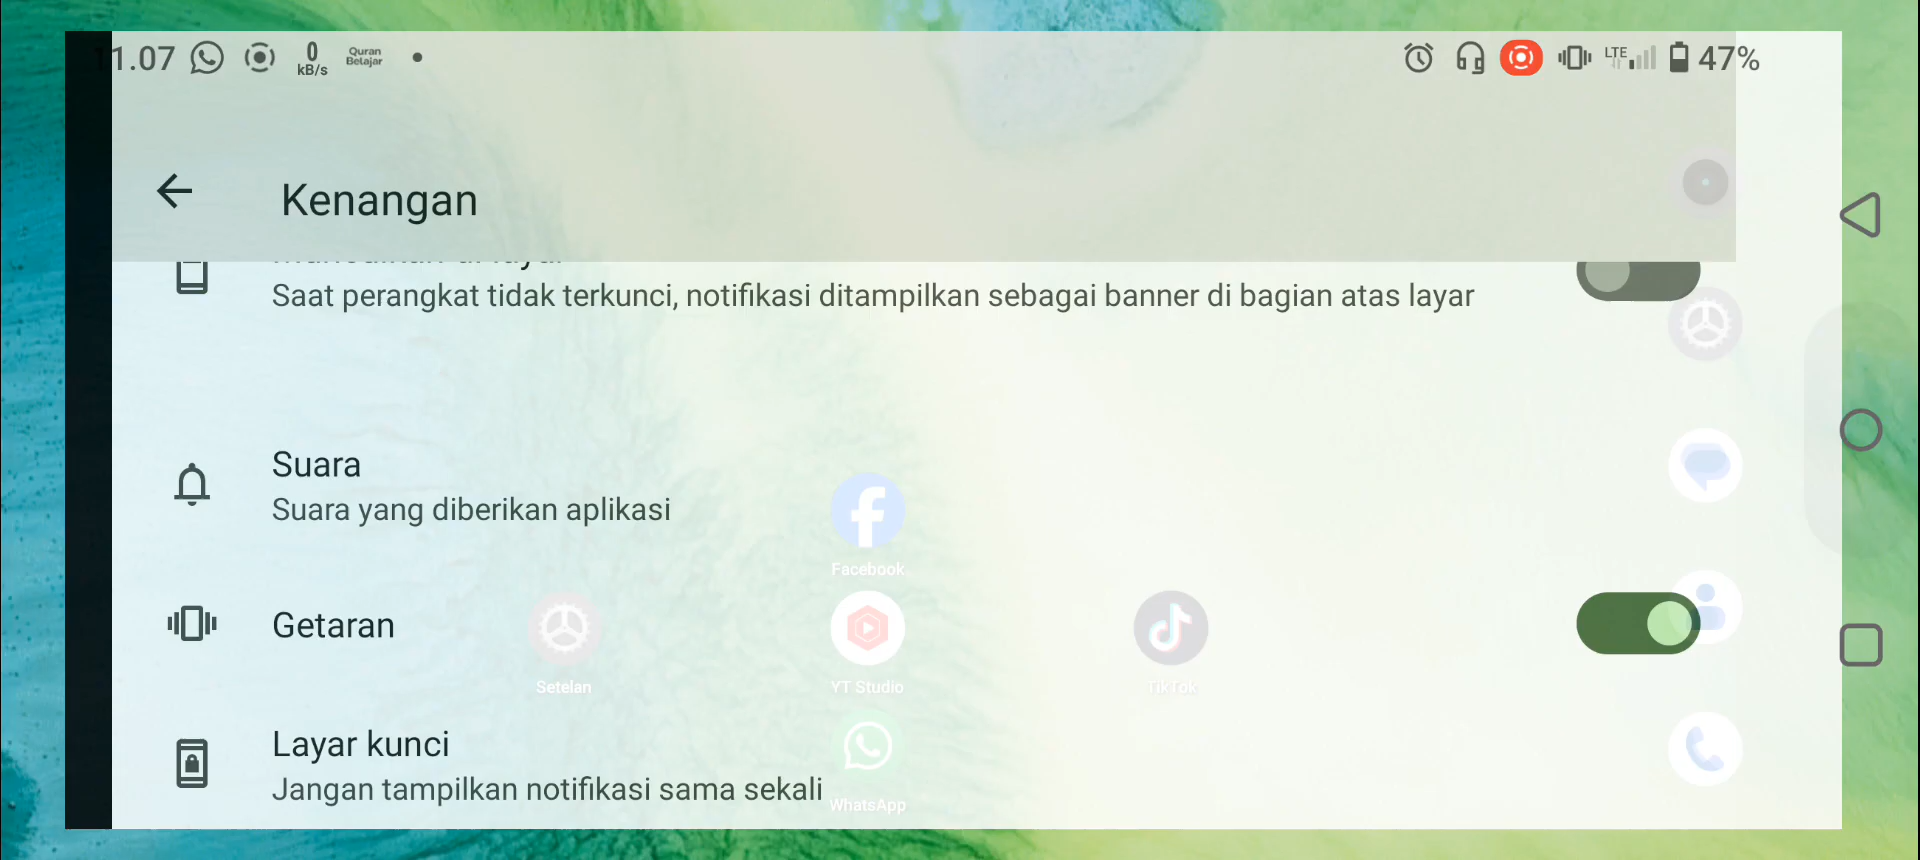 11.07
0
kB/s
Quran
Belajar
LTE
47%
Kenangan
Saat perangkat tidak terkunci, notifikasi ditampilkan sebagai banner di bagian atas layar
Suara
Suara yang diberikan aplikasi
Facebook
Getaran
Setelan
YT Studio
TikTok
Layar kunci
Jangan tampilkan notifikasi sama sekali
WhatsApp